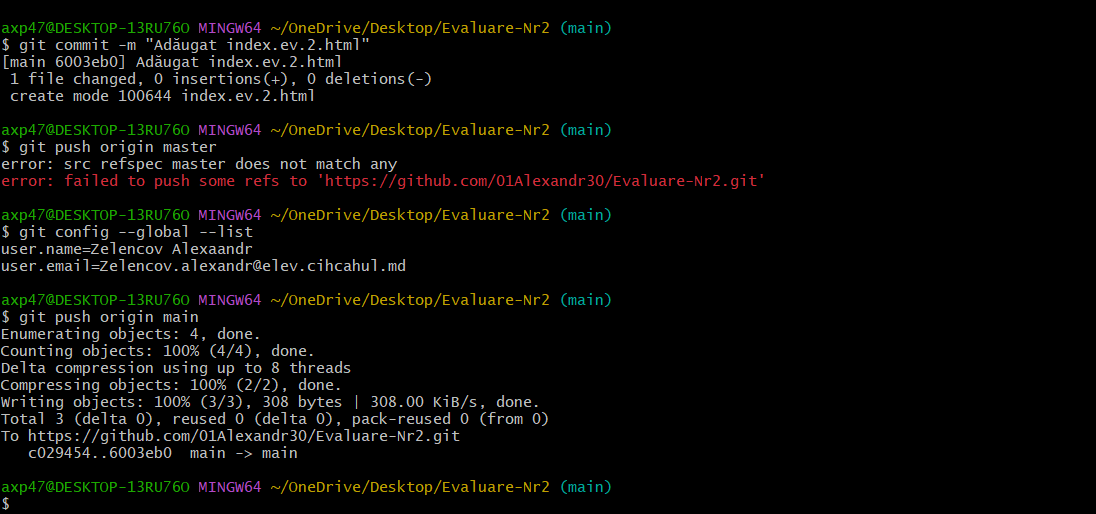 axp47@DESKTOP-13RU76O MINGW64 ~/OneDrive/Desktop/Evaluare-Nr2 (main)
$ git commit -m "Adăugat index.ev.2.html"
[main 6003eb0] Adăugat index.ev.2.html
 1 file changed, 0 insertions(+), 0 deletions(-)
 create mode 100644 index.ev.2.html

axp47@DESKTOP-13RU76O MINGW64 ~/OneDrive/Desktop/Evaluare-Nr2 (main)
$ git push origin master
error: src refspec master does not match any
error: failed to push some refs to 'https://github.com/01Alexandr30/Evaluare-Nr2.git'

axp47@DESKTOP-13RU76O MINGW64 ~/OneDrive/Desktop/Evaluare-Nr2 (main)
$ git config --global --list
user.name=Zelencov Alexaandr
user.email=Zelencov.alexandr@elev.cihcahul.md

axp47@DESKTOP-13RU76O MINGW64 ~/OneDrive/Desktop/Evaluare-Nr2 (main)
$ git push origin main
Enumerating objects: 4, done.
Counting objects: 100% (4/4), done.
Delta compression using up to 8 threads
Compressing objects: 100% (2/2), done.
Writing objects: 100% (3/3), 308 bytes | 308.00 KiB/s, done.
Total 3 (delta 0), reused 0 (delta 0), pack-reused 0 (from 0)
To https://github.com/01Alexandr30/Evaluare-Nr2.git
   c029454..6003eb0  main -> main

axp47@DESKTOP-13RU76O MINGW64 ~/OneDrive/Desktop/Evaluare-Nr2 (main)
$